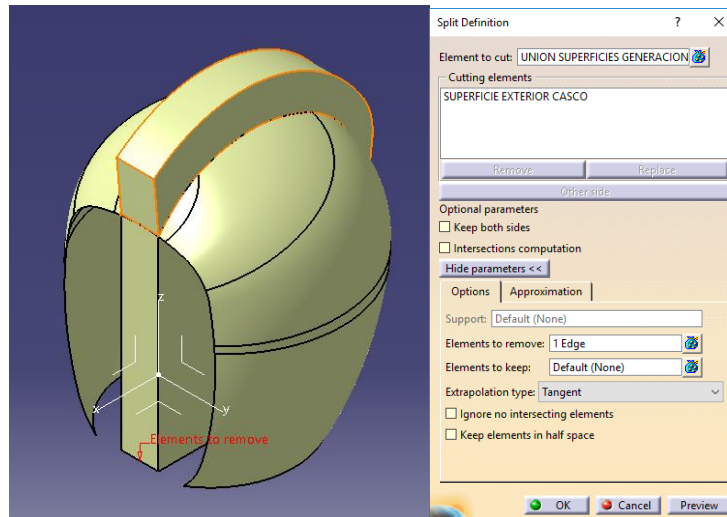 z
x
y
Elements to remove
Split Definition
?
Element to cut: UNION SUPERFICIES GENERACION
Cutting elements
SUPERFICIE EXTERIOR CASCO
Remove Replace
Other side
Optional parameters
Keep both sides
Intersections computation
Hide parameters <<
Options Approximation
Support: Default (None)
Elements to remove: 1 Edge
Elements to keep: Default (None)
Extrapolation type: Tangent
Ignore no intersecting elements
Keep elements in half space
OK Cancel Preview